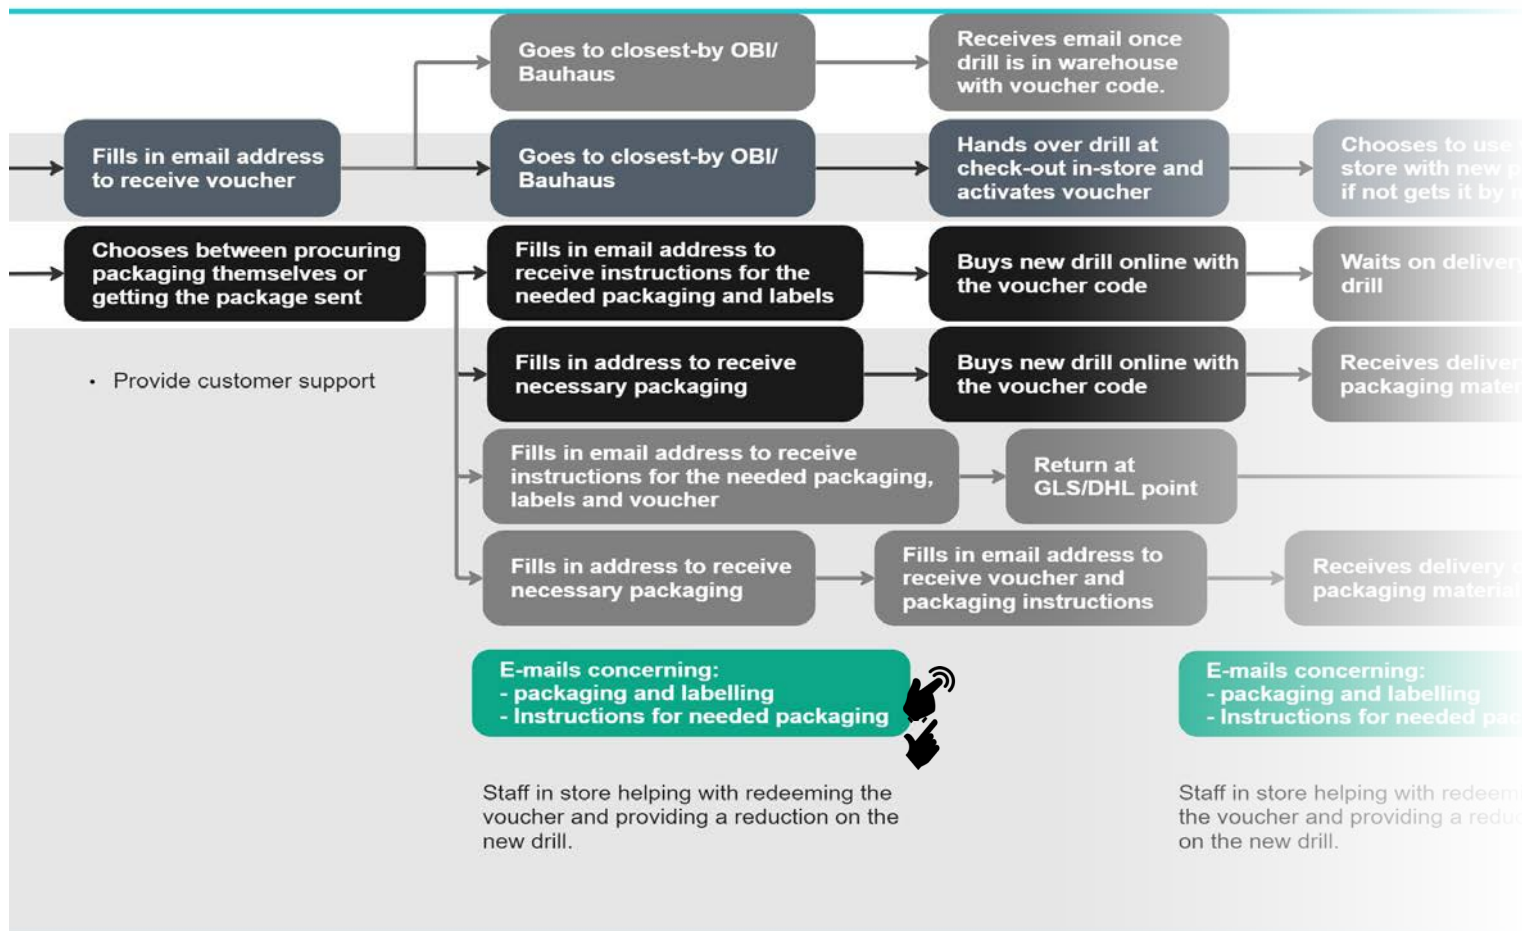 Goes to closest-by OBI/
Bauhaus
Receives email once
drill is in warehouse
with voucher code.
Fills in email address
to receive voucher
Goes to closest-by OBI/
Bauhaus
Hands over drill at
check-out in-store and
activates voucher
Chooses to use
store with new
if not gets it by
Chooses between procuring
packaging themselves or
getting the package sent
Fills in email address to
receive instructions for the
needed packaging and labels
Buys new drill online with
the voucher code
Waits on delivery
drill
• Provide customer support
Fills in address to receive
necessary packaging
Buys new drill online with
the voucher code
Receives
packaging
Fills in email address to receive
instructions for the needed packaging,
labels and voucher
Return at
GLS/DHL point
Fills in address to receive
necessary packaging
Fills in email address to
receive voucher and
packaging instructions
Receives delivery
packaging
E-mails concerning:
- packaging and labelling
- Instructions for needed packaging
E-mails concerning:
- packaging and labelling
- Instructions for needed
Staff in store helping with redeeming the
voucher and providing a reduction on the
new drill.
Staff in store helping with
the voucher and providing a
on the new drill.